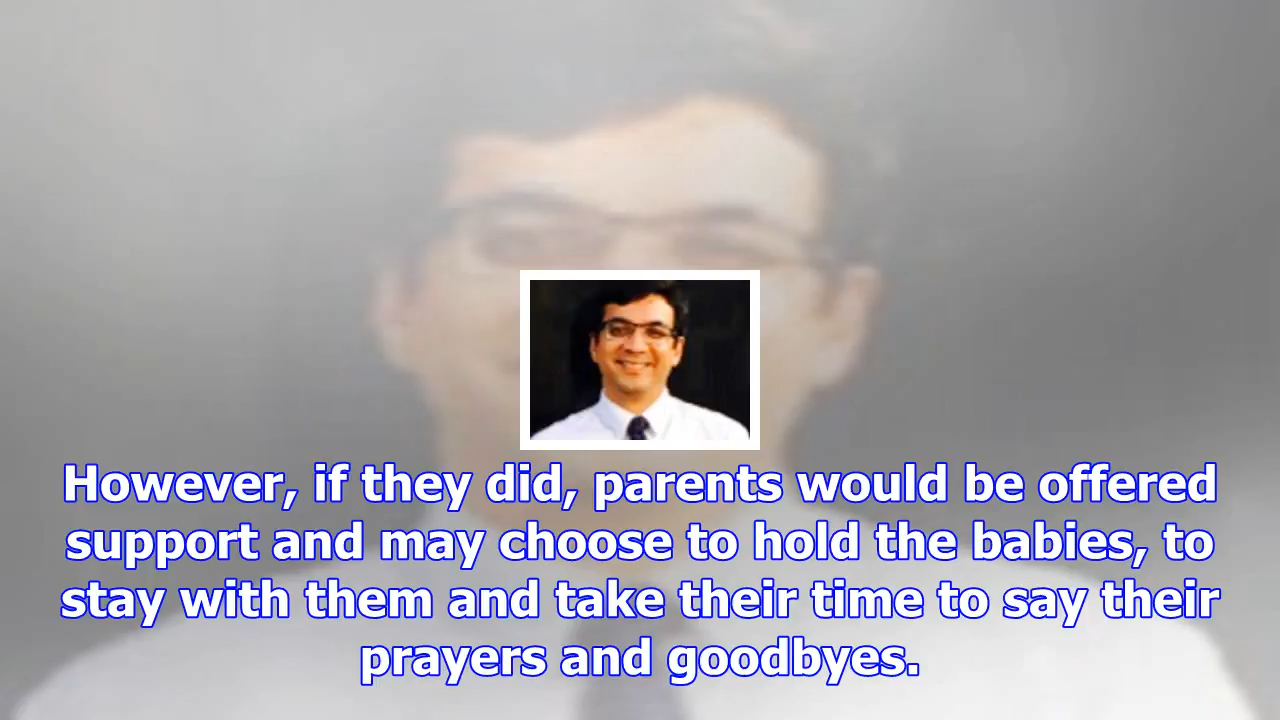 However, if they did, parents would be offered
support and may choose to hold the babies, to
stay with them and take their time to say their
prayers and goodbyes.